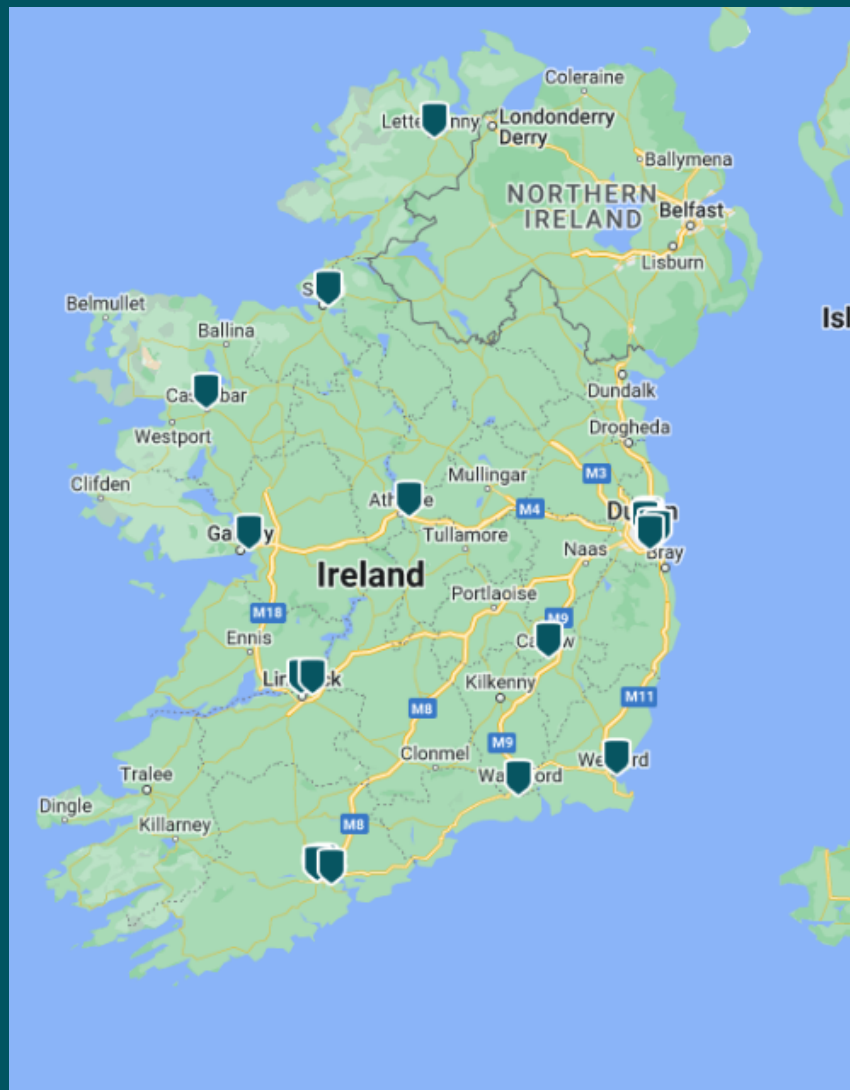 Coleraine
Londonderry
Derry
Ballymena
NORTHERN
IRELAND
Belfast
Lisburn
Belmullet
Ballina
Dundalk
Westport
Drogheda
Clifden
Mullingar
M3
M4
Tullamore
Naas
Bray
Ireland
Portlaoise
M18
M9
Ennis
Kilkenny
M11
M8
M9
Clonmel
Tralee
Dingle
Killarney
M8